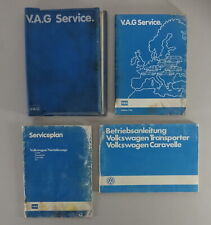 V.A.G Service.
V.A.G Service.
Serviceplan
Volkswagen Nutzfahrzeuge
Betriebsanleitung
Volkswagen Transporter
Volkswagen Caravelle